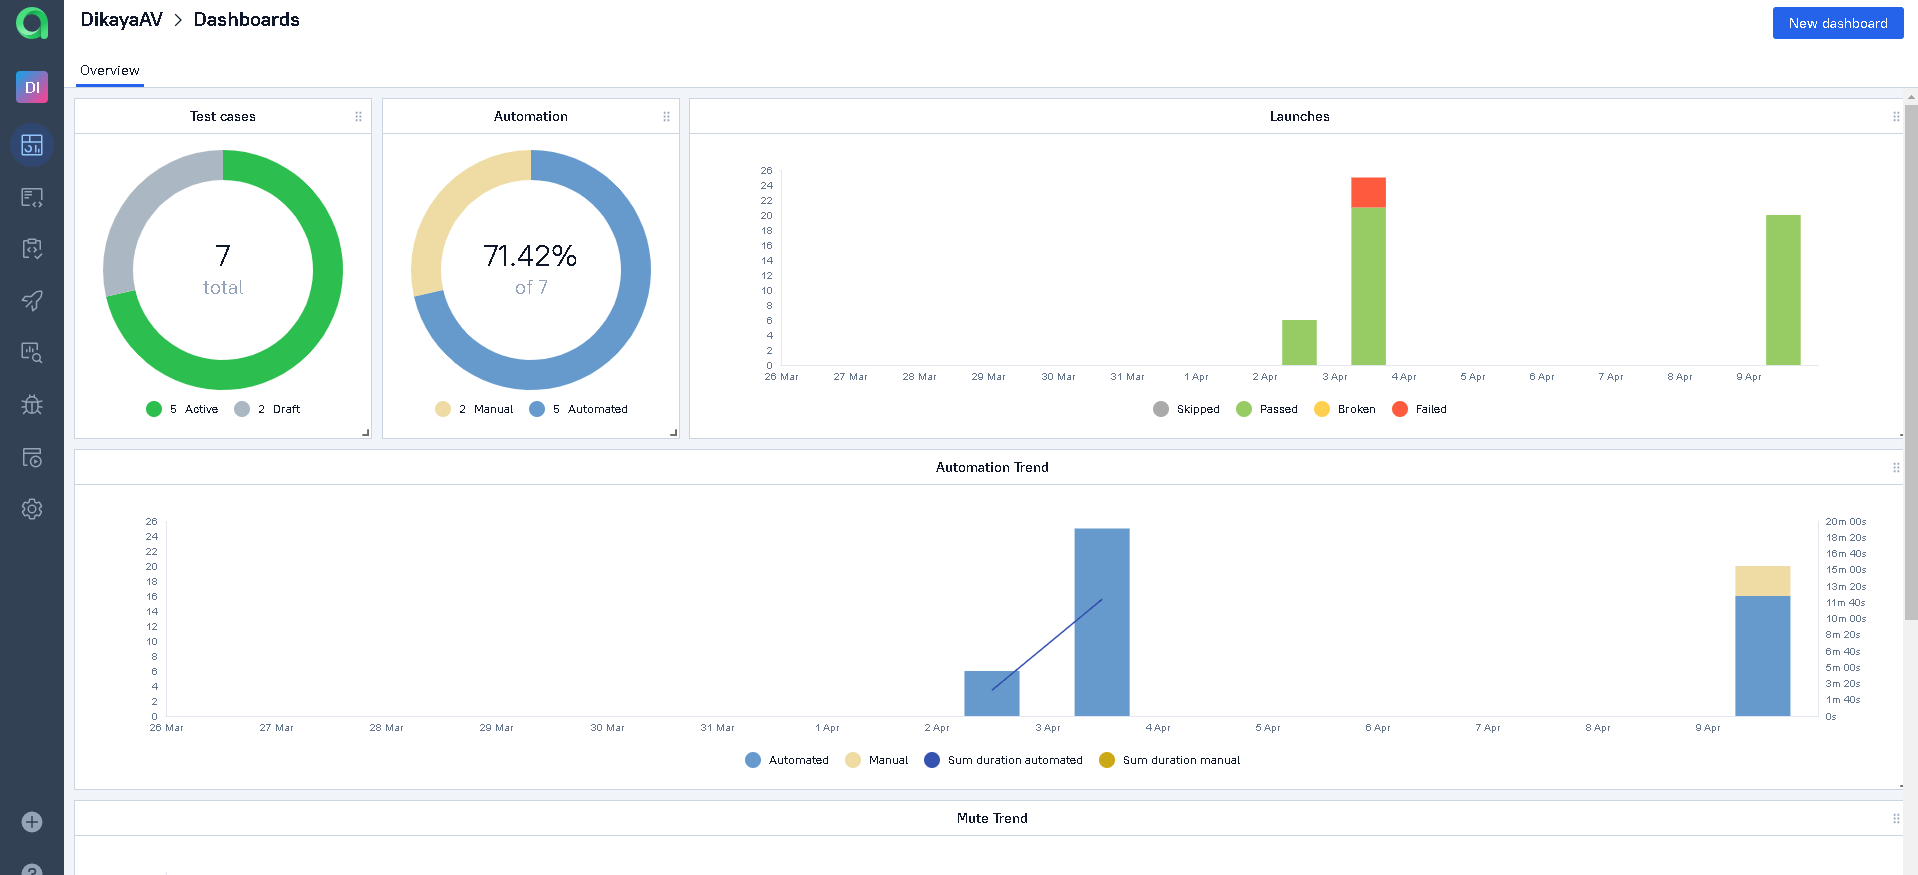 DikayaAV > Dashboards
New dashboard
DI
Overview
Test cases
7
total
5 Active 2 Draft
Automation
71.42%
of 7
2 Manual 5 Automated
Launches
26
24
22
20
18
16
14
12
10
8
6
4
2
0
26 Mar 27 Mar 28 Mar 29 Mar 30 Mar 31 Mar 1 Apr 2 Apr 3 Apr 4 Apr 5 Apr 6 Apr 7 Apr 8 Apr 9 Apr
Skipped Passed Broken Failed
Automation Trend
26
24
22
20
18
16
14
12
10
8
6
4
2
0
20m 00s
18m 20s
16m 40s
15m 00s
13m 20s
11m 40s
10m 00s
8m 20s
6m 40s
5m 00s
3m 20s
1m 40s
0s
26 Mar 27 Mar 28 Mar 29 Mar 30 Mar 31 Mar 1 Apr 2 Apr 3 Apr 4 Apr 5 Apr 6 Apr 7 Apr 8 Apr 9 Apr
Automated Manual Sum duration automated Sum duration manual
Mute Trend